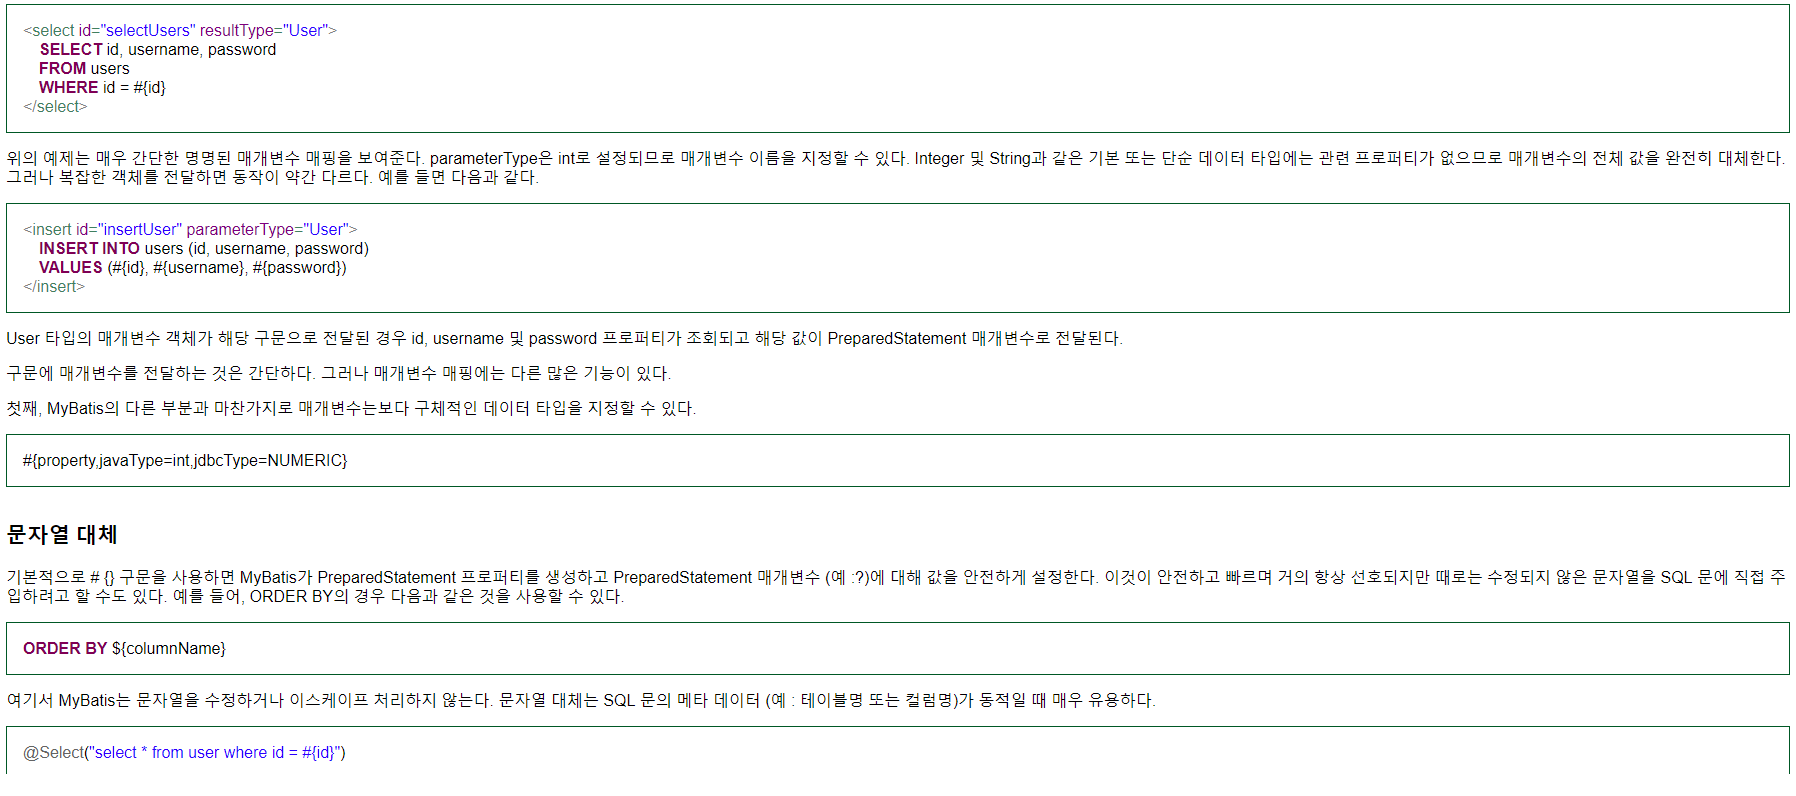 <select id="selectUsers" resultType="User">
SELECT id, username, password
FROM users
WHERE id = #{id}
</select>
위의 예제는 매우 간단한 명명된 매개변수 매핑을 보여준다. parameterType은 int로 설정되므로 매개변수 이름을 지정할 수 있다. Integer 및 String과 같은 기본 또는 단순 데이터 타입에는 관련 프로퍼티가 없으므로 매개변수의 전체 값을 완전히 대체한다.
그러나 복잡한 객체를 전달하면 동작이 약간 다르다. 예를 들면 다음과 같다.
<insert id="insertUser" parameterType="User">
INSERT INTO users (id, username, password)
VALUES (#{id}, #{username}, #{password})
</insert>
User 타입의 매개변수 객체가 해당 구문으로 전달된 경우 id, username 및 password 프로퍼티가 조회되고 해당 값이 PreparedStatement 매개변수로 전달된다.
구문에 매개변수를 전달하는 것은 간단하다. 그러나 매개변수 매핑에는 다른 많은 기능이 있다.
첫째, MyBatis의 다른 부분과 마찬가지로 매개변수는보다 구체적인 데이터 타입을 지정할 수 있다.
#{property,javaType=int,jdbcType=NUMERIC}
문자열 대체
기본적으로 # {} 구문을 사용하면 MyBatis가 PreparedStatement 프로퍼티를 생성하고 PreparedStatement 매개변수 (예 :?)에 대해 값을 안전하게 설정한다. 이것이 안전하고 빠르며 거의 항상 선호되지만 때로는 수정되지 않은 문자열을 SQL 문에 직접 주
입하려고 할 수도 있다. 예를 들어, ORDER BY의 경우 다음과 같은 것을 사용할 수 있다.
ORDER BY ${columnName}
여기서 MyBatis는 문자열을 수정하거나 이스케이프 처리하지 않는다. 문자열 대체는 SQL 문의 메타 데이터 (예 : 테이블명 또는 컬럼명)가 동적일 때 매우 유용하다.
@Select("select * from user where id = #{id}")